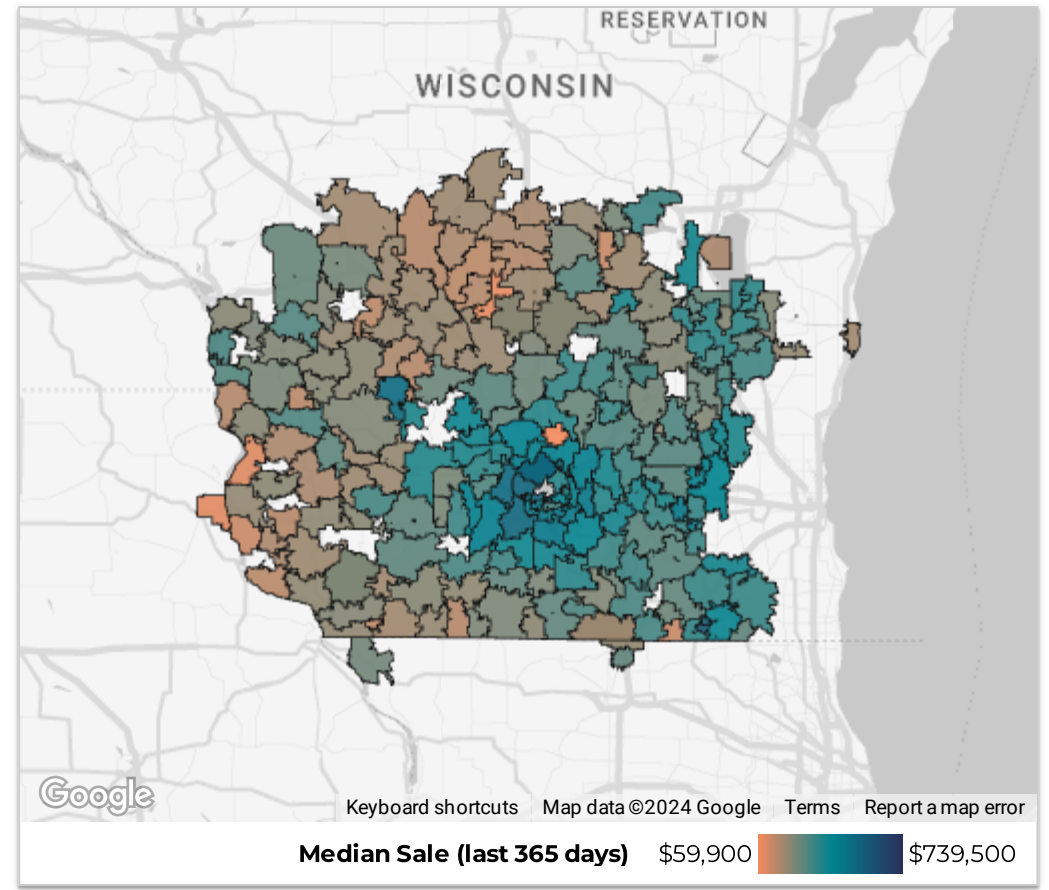 RESERVATION
WISCONSIN
Google
Keyboard shortcuts Map data ©2024 Google Terms Report a map error
Median Sale (last 365 days) $59,900 $739,500